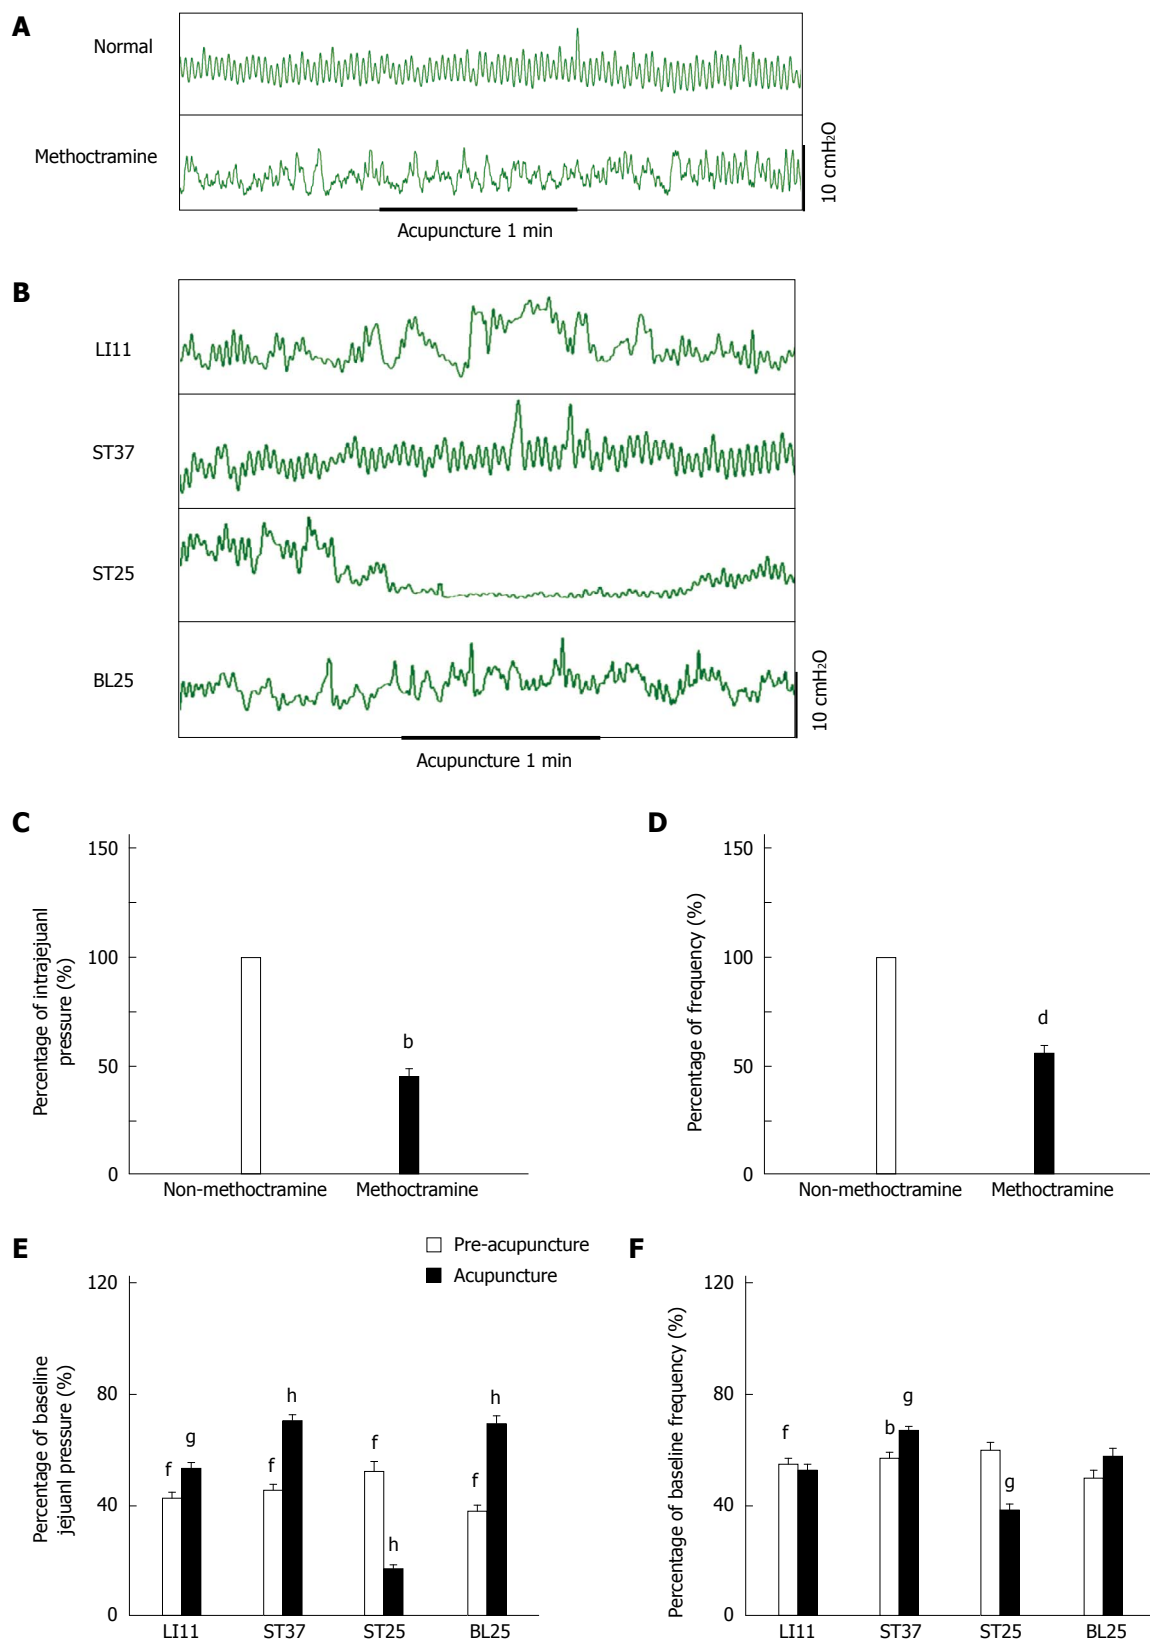 A
Normal
Methoctramine
10 cmH₂O
Acupuncture 1 min
B
LI11
ST37
ST25
BL25
10 cmH₂O
Acupuncture 1 min
C
Percentage of intrajejuanl
pressure (%)
150
100
50
0
b
Non-methoctramine
Methoctramine
D
Percentage of frequency (%)
150
100
50
0
d
Non-methoctramine
Methoctramine
E
Pre-acupuncture
Acupuncture
Percentage of baseline
jejuanl pressure (%)
120
80
40
0
f
g
f
h
f
h
f
h
LI11
ST37
ST25
BL25
F
Percentage of baseline frequency (%)
120
80
40
0
f
b
g
g
LI11
ST37
ST25
BL25